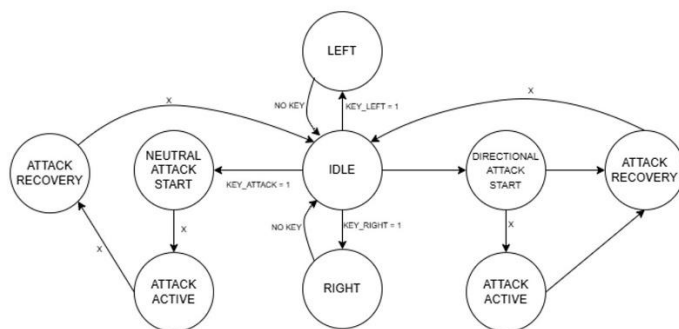 LEFT
X
NO KEY
KEY_LEFT = 1
X
ATTACK
RECOVERY
NEUTRAL
ATTACK
START
IDLE
DIRECTIONAL
ATTACK
START
ATTACK
RECOVERY
KEY_ATTACK = 1
X
NO KEY
KEY_RIGHT = 1
X
X
ATTACK
ACTIVE
RIGHT
ATTACK
ACTIVE